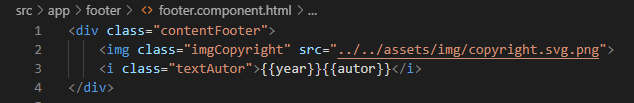 src > app > footer > footer.component.html > ...
1 <div class="contentFooter">
2 <img class="imgCopyright" src="../../assets/img/copyright.svg.png">
3 <i class="textAutor">{{year}}{{autor}}</i>
4 </div>